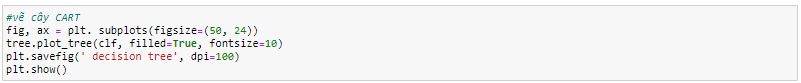 #vẽ cây CART
fig, ax = plt. subplots(figsize=(50, 24))
tree.plot_tree(clf, filled=True, fontsize=10)
plt.savefig(' decision tree', dpi=100)
plt.show()